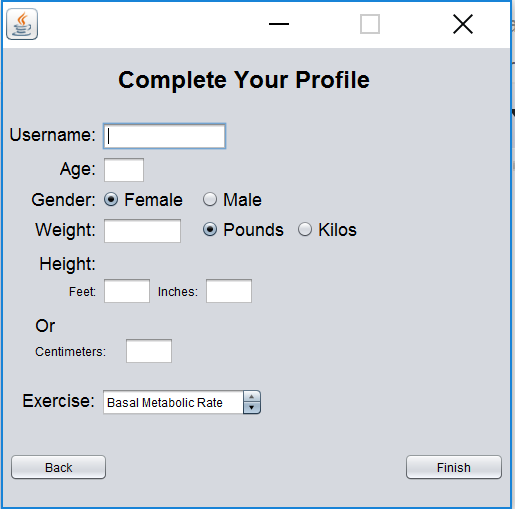 Complete Your Profile
Username:
Age:
Gender: Female Male
Weight: Pounds Kilos
Height:
Feet: Inches:
Or
Centimeters:
Exercise: Basal Metabolic Rate
Back Finish